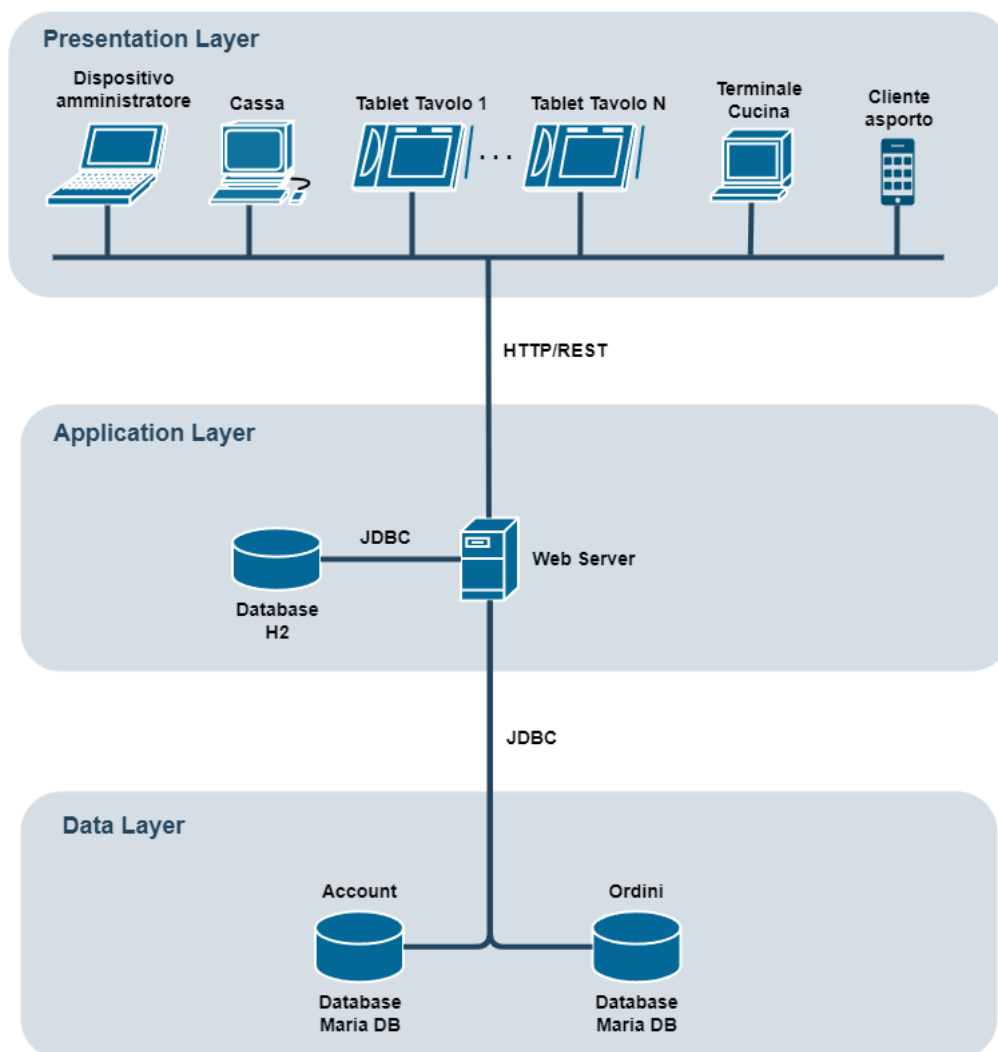 Presentation Layer
Dispositivo
amministratore
Cassa
Tablet Tavolo 1
...
Tablet Tavolo N
Terminale
Cucina
Cliente
asporto
HTTP/REST
Application Layer
JDBC
Web Server
Database
H2
JDBC
Data Layer
Account
Ordini
Database
Maria DB
Database
Maria DB